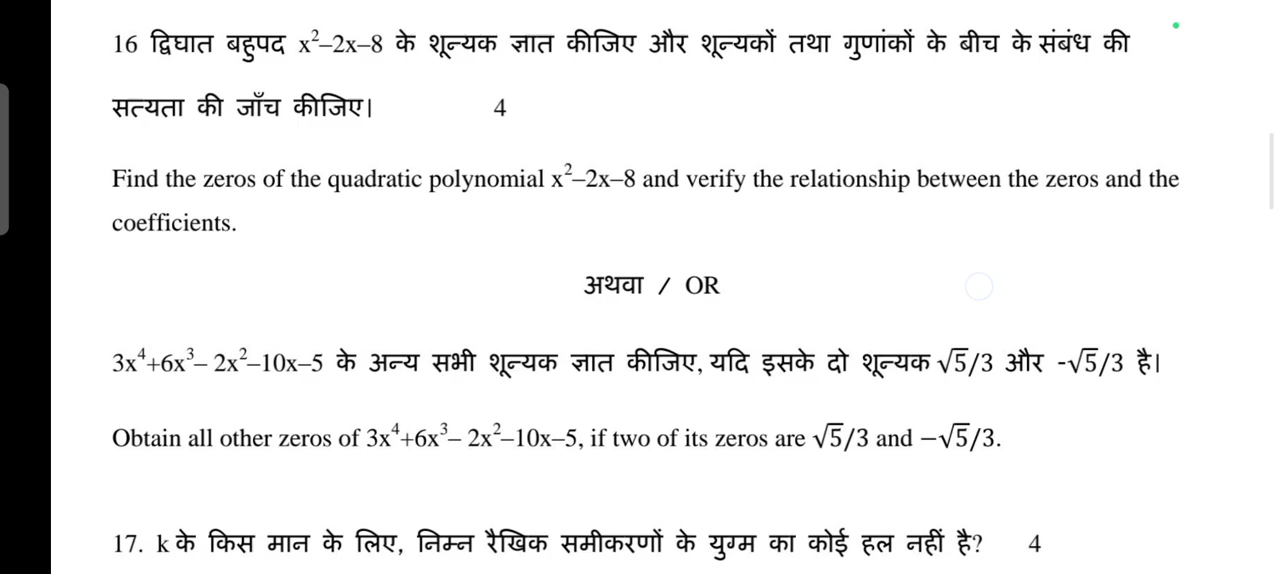 16 द्विघात बहुपद x²–2x–8 के शून्यक ज्ञात कीजिए और शून्यकों तथा गुणांकों के बीच के संबंध की
सत्यता की जाँच कीजिए। 4
Find the zeros of the quadratic polynomial x²–2x–8 and verify the relationship between the zeros and the
coefficients.
अथवा / OR
3x⁴+6x³– 2x²–10x–5 के अन्य सभी शून्यक ज्ञात कीजिए, यदि इसके दो शून्यक √5/3 और -√5/3 है।
Obtain all other zeros of 3x⁴+6x³– 2x²–10x–5, if two of its zeros are √5/3 and −√5/3.
17. k के किस मान के लिए, निम्न रैखिक समीकरणों के युग्म का कोई हल नहीं है? 4